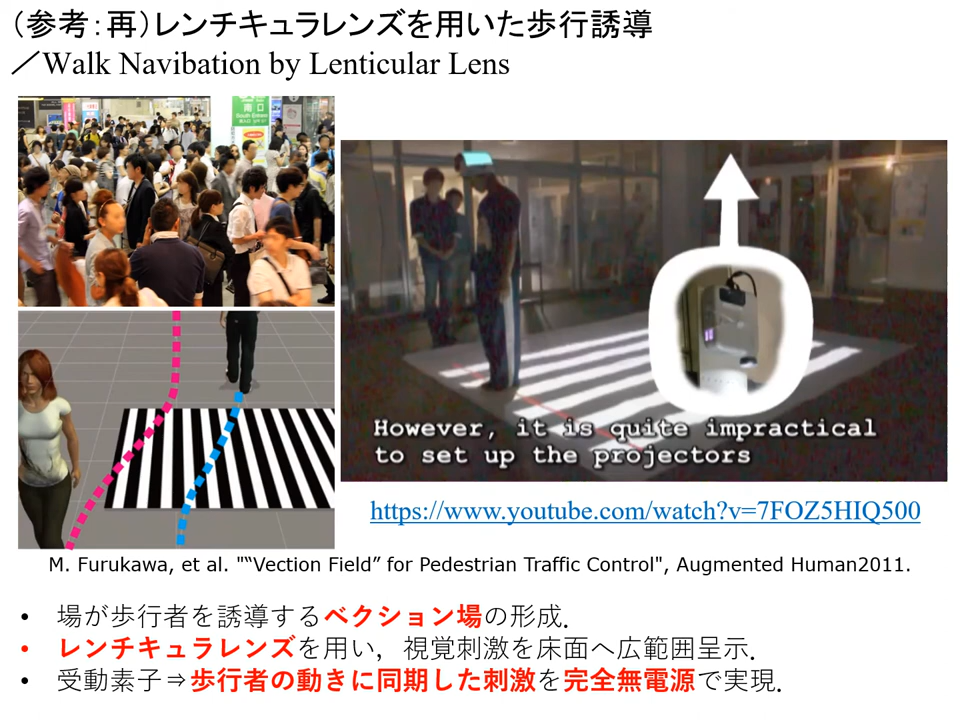 （参考：再）レンチキュラレンズを用いた歩行誘導
／Walk Navibation by Lenticular Lens
南口
South Exit
However, it is quite impractical
to set up the projectors
https://www.youtube.com/watch?v=7FOZ5HIQ500
M. Furukawa, et al. "“Vection Field” for Pedestrian Traffic Control", Augmented Human2011.
• 場が歩行者を誘導するベクション場の形成．
• レンチキュラレンズを用い，視覚刺激を床面へ広範囲呈示．
• 受動素子⇒歩行者の動きに同期した刺激を完全無電源で実現．